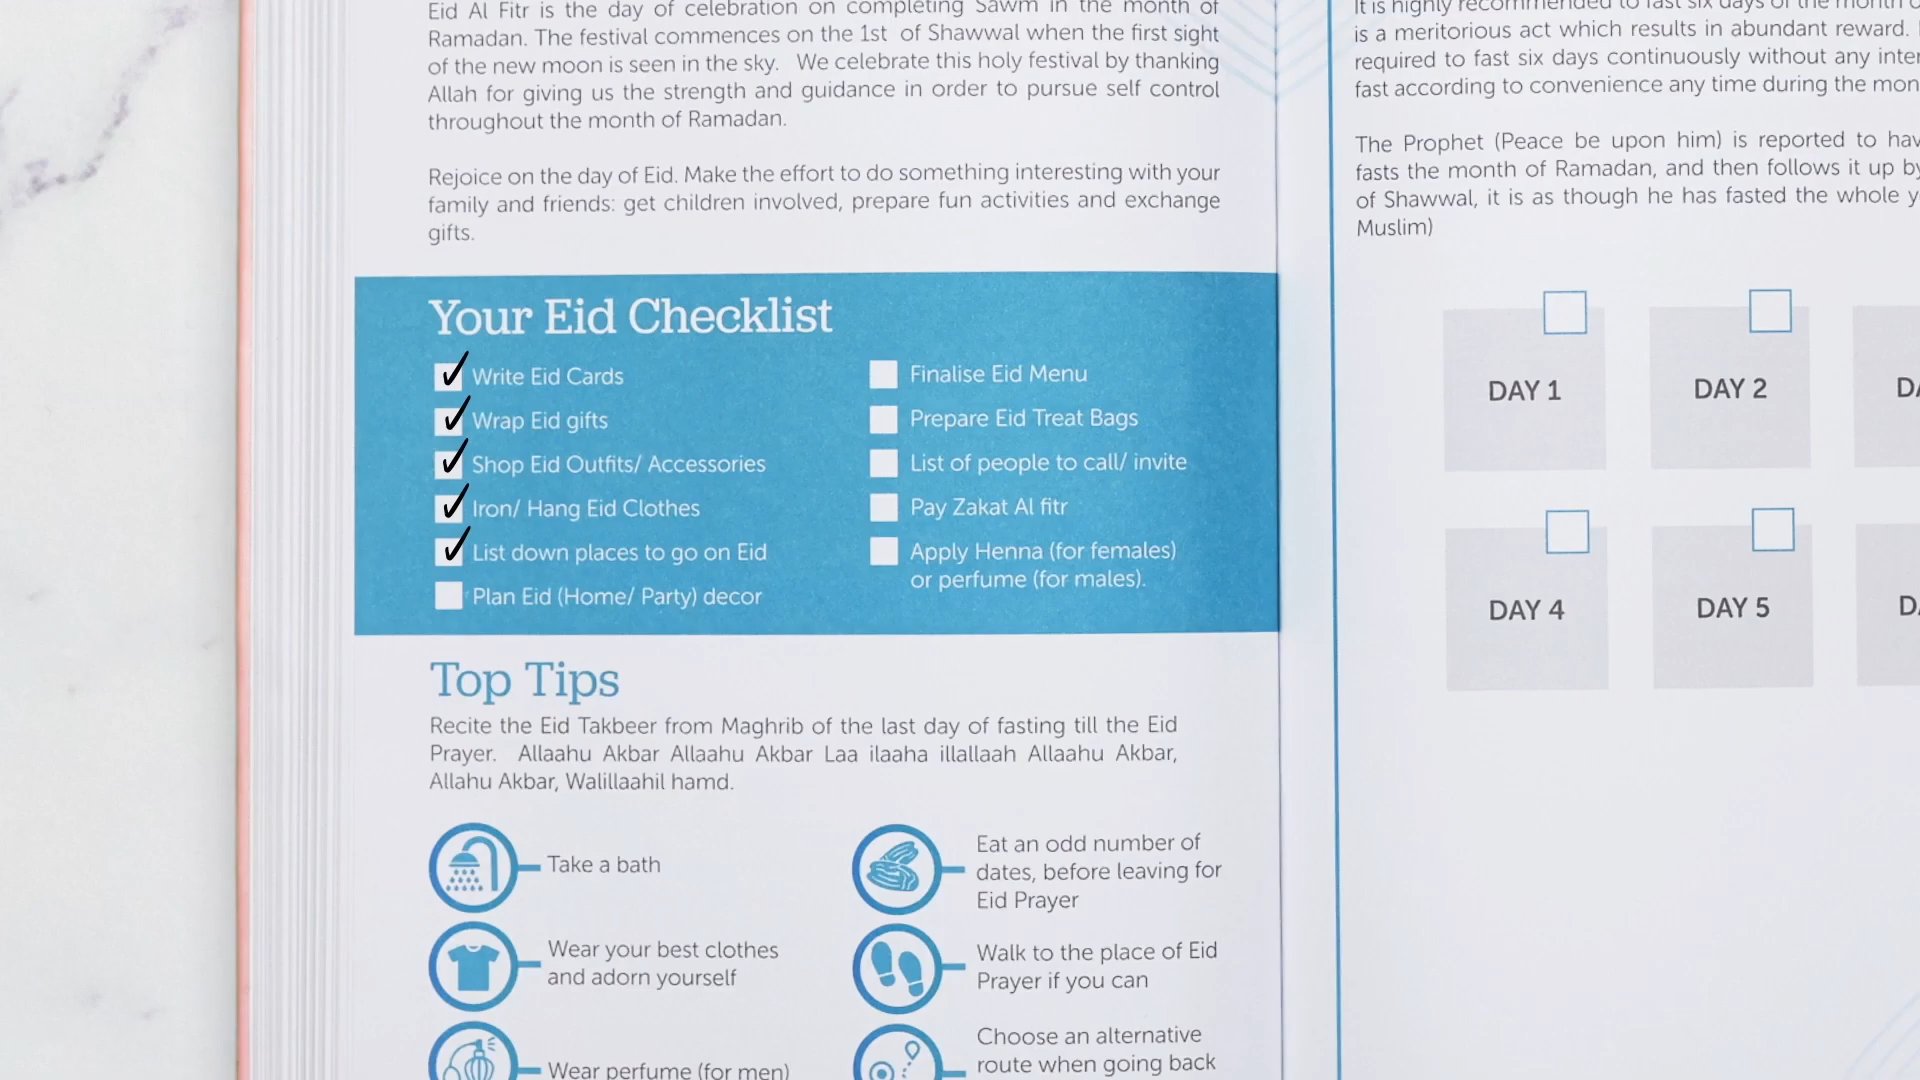 Eid Al Fitr is the day of celebration on completing Sawm in the month of
Ramadan. The festival commences on the 1st of Shawwal when the first sight
of the new moon is seen in the sky. We celebrate this holy festival by thanking
Allah for giving us the strength and guidance in order to pursue self control
throughout the month of Ramadan.
Rejoice on the day of Eid. Make the effort to do something interesting with your
family and friends: get children involved, prepare fun activities and exchange
gifts.
Your Eid Checklist
Write Eid Cards
Wrap Eid gifts
Shop Eid Outfits/ Accessories
Iron/ Hang Eid Clothes
List down places to go on Eid
Plan Eid (Home/ Party) decor
Finalise Eid Menu
Prepare Eid Treat Bags
List of people to call/ invite
Pay Zakat Al fitr
Apply Henna (for females)
or perfume (for males).
Top Tips
Recite the Eid Takbeer from Maghrib of the last day of fasting till the Eid
Prayer. Allaahu Akbar Allaahu Akbar Laa ilaaha illallaah Allaahu Akbar,
Allahu Akbar, Walillaahil hamd.
Take a bath
Wear your best clothes
and adorn yourself
Wear perfume (for men)
Eat an odd number of
dates, before leaving for
Eid Prayer
Walk to the place of Eid
Prayer if you can
Choose an alternative
route when going back
It is highly recommended to fast six days of the month
is a meritorious act which results in abundant reward.
required to fast six days continuously without any
fast according to convenience any time during the
The Prophet (Peace be upon him) is reported to
fasts the month of Ramadan, and then follows it up
of Shawwal, it is as though he has fasted the whole
Muslim)
DAY 1
DAY 2
DAY 4
DAY 5